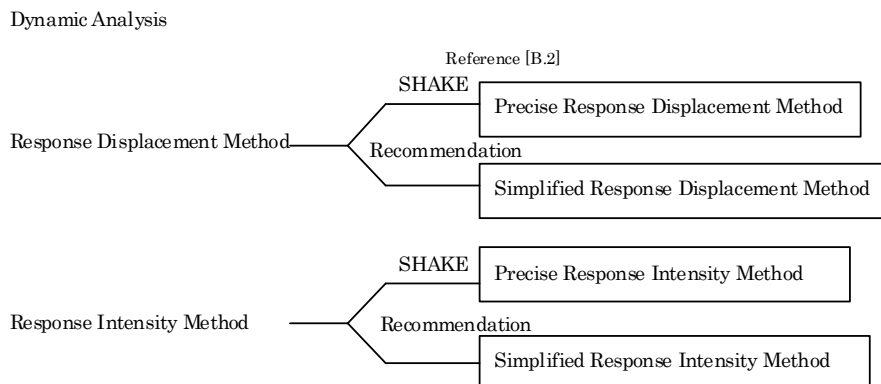 Dynamic Analysis
Reference [B.2]
SHAKE
Precise Response Displacement Method
Response Displacement Method
Recommendation
Simplified Response Displacement Method
SHAKE
Precise Response Intensity Method
Response Intensity Method
Recommendation
Simplified Response Intensity Method